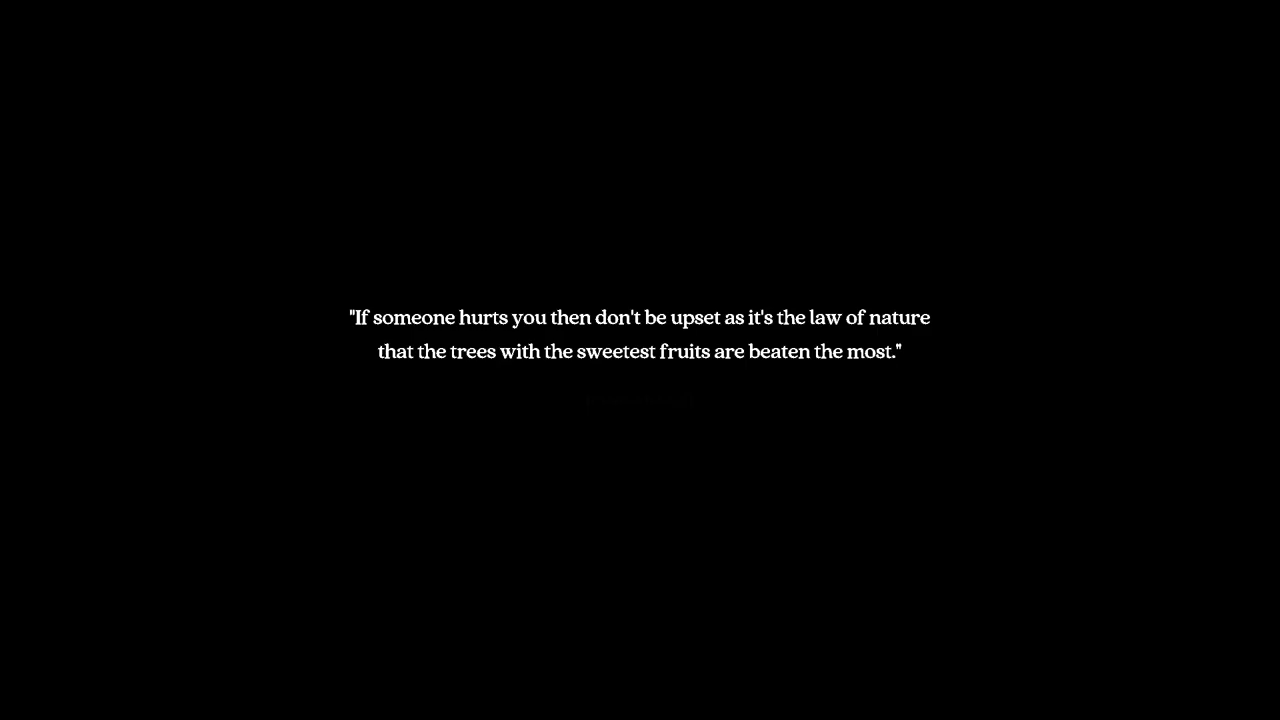 "If someone hurts you then don't be upset as it's the law of nature
that the trees with the sweetest fruits are beaten the most."